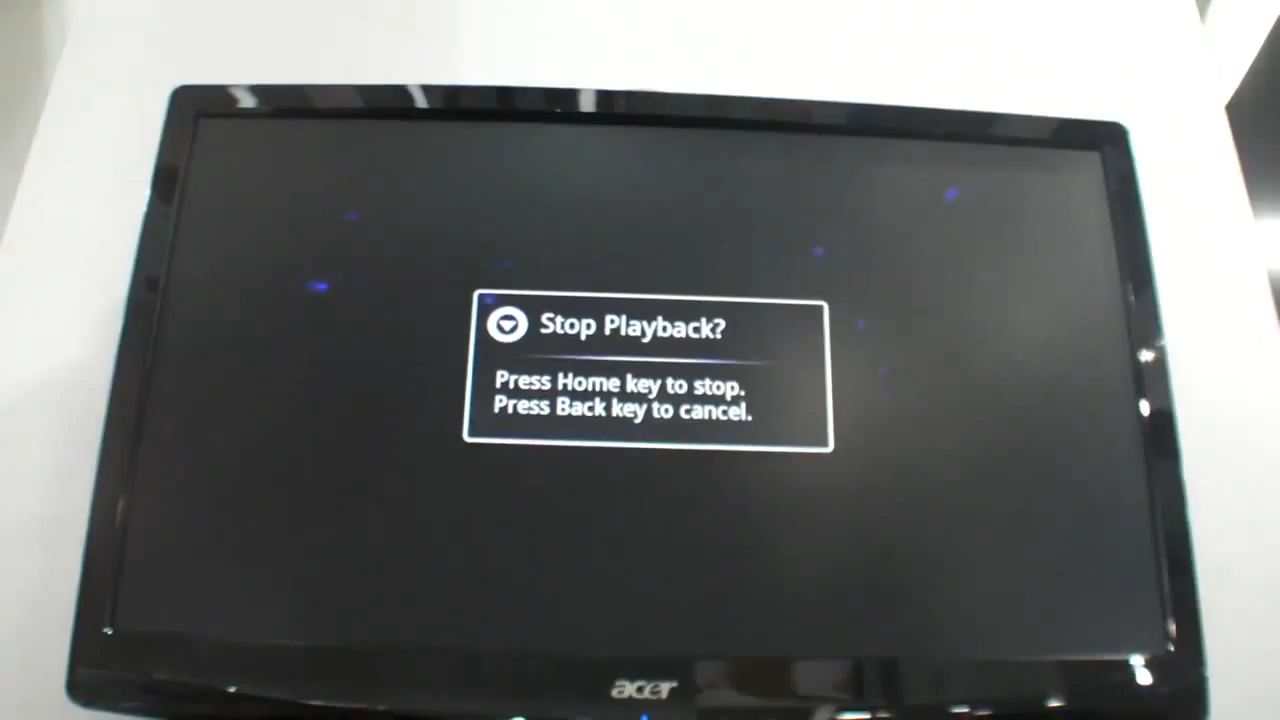 Stop Playback?
Press Home key to stop.
Press Back key to cancel.
acer